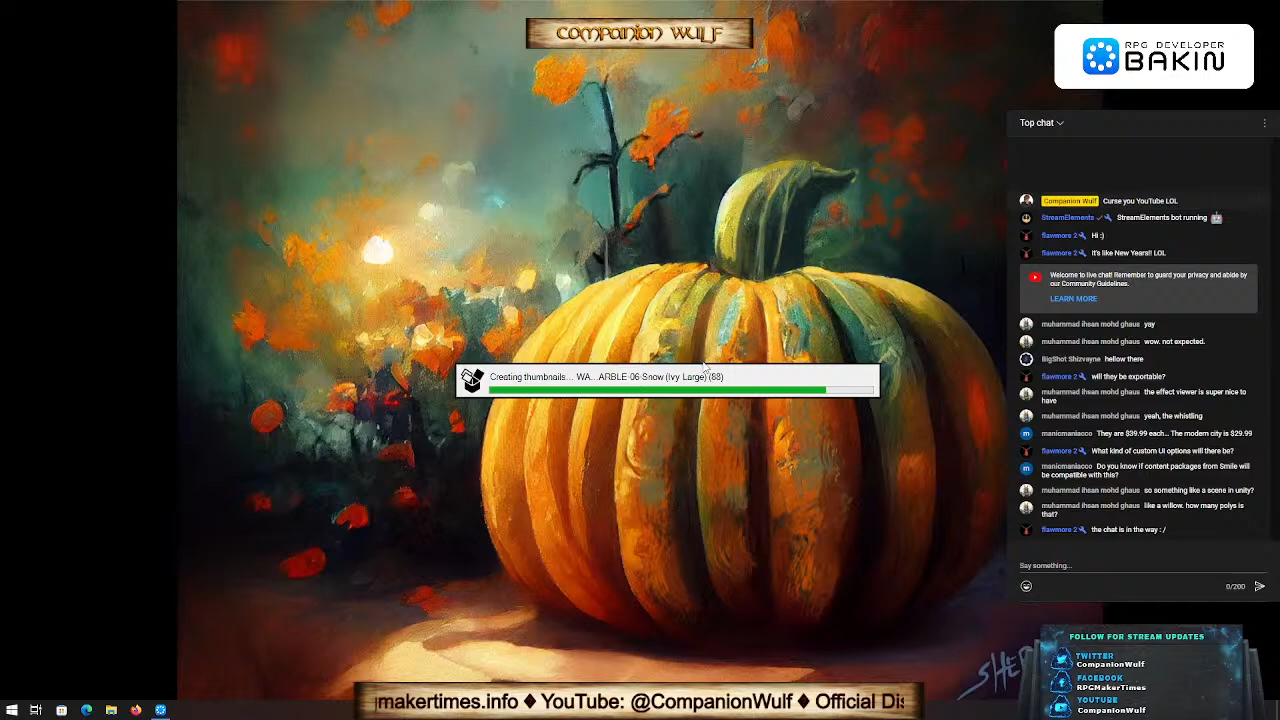 COMPANION WULF
RPG DEVELOPER
BAKIN
Top chat
Companion Wulf Curse you YouTube LOL
StreamElements StreamElements bot running
flawmore 2 Hi :)
flawmore 2 It's like New Years!! LOL
Welcome to live chat! Remember to guard your privacy and abide by
our Community Guidelines.
LEARN MORE
muhammad ihsan mohd ghaus yay
muhammad ihsan mohd ghaus wow. not expected.
BigShot Shizvayne hellow there
flawmore 2 will they be exportable?
muhammad ihsan mohd ghaus the effect viewer is super nice to
have
muhammad ihsan mohd ghaus yeah, the whistling
manicmaniacco They are $39.99 each... The modern city is $29.99
flawmore 2 What kind of custom UI options will there be?
manicmaniacco Do you know if content packages from Smile will
be compatible with this?
muhammad ihsan mohd ghaus so something like a scene in unity?
muhammad ihsan mohd ghaus like a willow. how many polys is
that?
flawmore 2 the chat is in the way : /
Say something...
0/200
Creating thumbnails... WA...ARBLE-06-Snow (Ivy Large) (88)
FOLLOW FOR STREAM UPDATES
TWITTER
CompanionWulf
FACEBOOK
RPGMakerTimes
YOUTUBE
CompanionWulf
makertimes.info ♦ YouTube: @CompanionWulf ♦ Official Dis